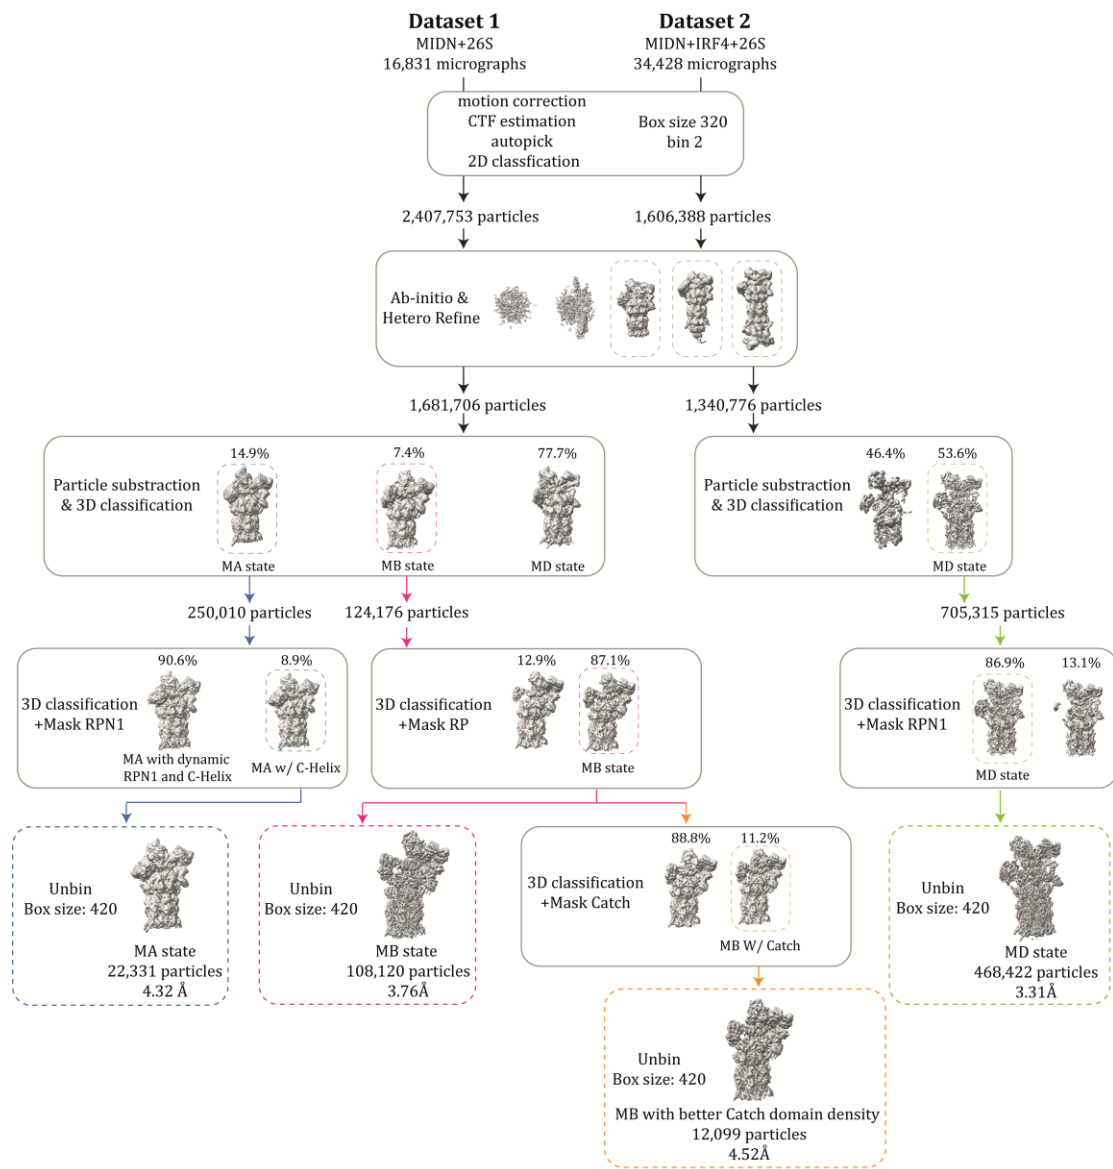 Dataset 1
MIDN+26S
16,831 micrographs
Dataset 2
MIDN+IRF4+26S
34,428 micrographs
motion correction
CTF estimation
autopick
2D classfication
Box size 320
bin 2
2,407,753 particles
1,606,388 particles
Ab-initio &
Hetero Refine
1,681,706 particles
1,340,776 particles
Particle substraction
& 3D classification
14.9%
MA state
7.4%
MB state
77.7%
MD state
Particle substraction
& 3D classification
46.4%
53.6%
MD state
250,010 particles
124,176 particles
705,315 particles
3D classification
+Mask RPN1
90.6%
MA with dynamic
RPN1 and C-Helix
8.9%
MA w/ C-Helix
3D classification
+Mask RP
12.9%
87.1%
MB state
3D classification
+Mask RPN1
86.9%
MD state
13.1%
Unbin
Box size: 420
MA state
22,331 particles
4.32 Å
Unbin
Box size: 420
MB state
108,120 particles
3.76Å
3D classification
+Mask Catch
88.8%
11.2%
MB W/ Catch
Unbin
Box size: 420
MD state
468,422 particles
3.31Å
Unbin
Box size: 420
MB with better Catch domain density
12,099 particles
4.52Å